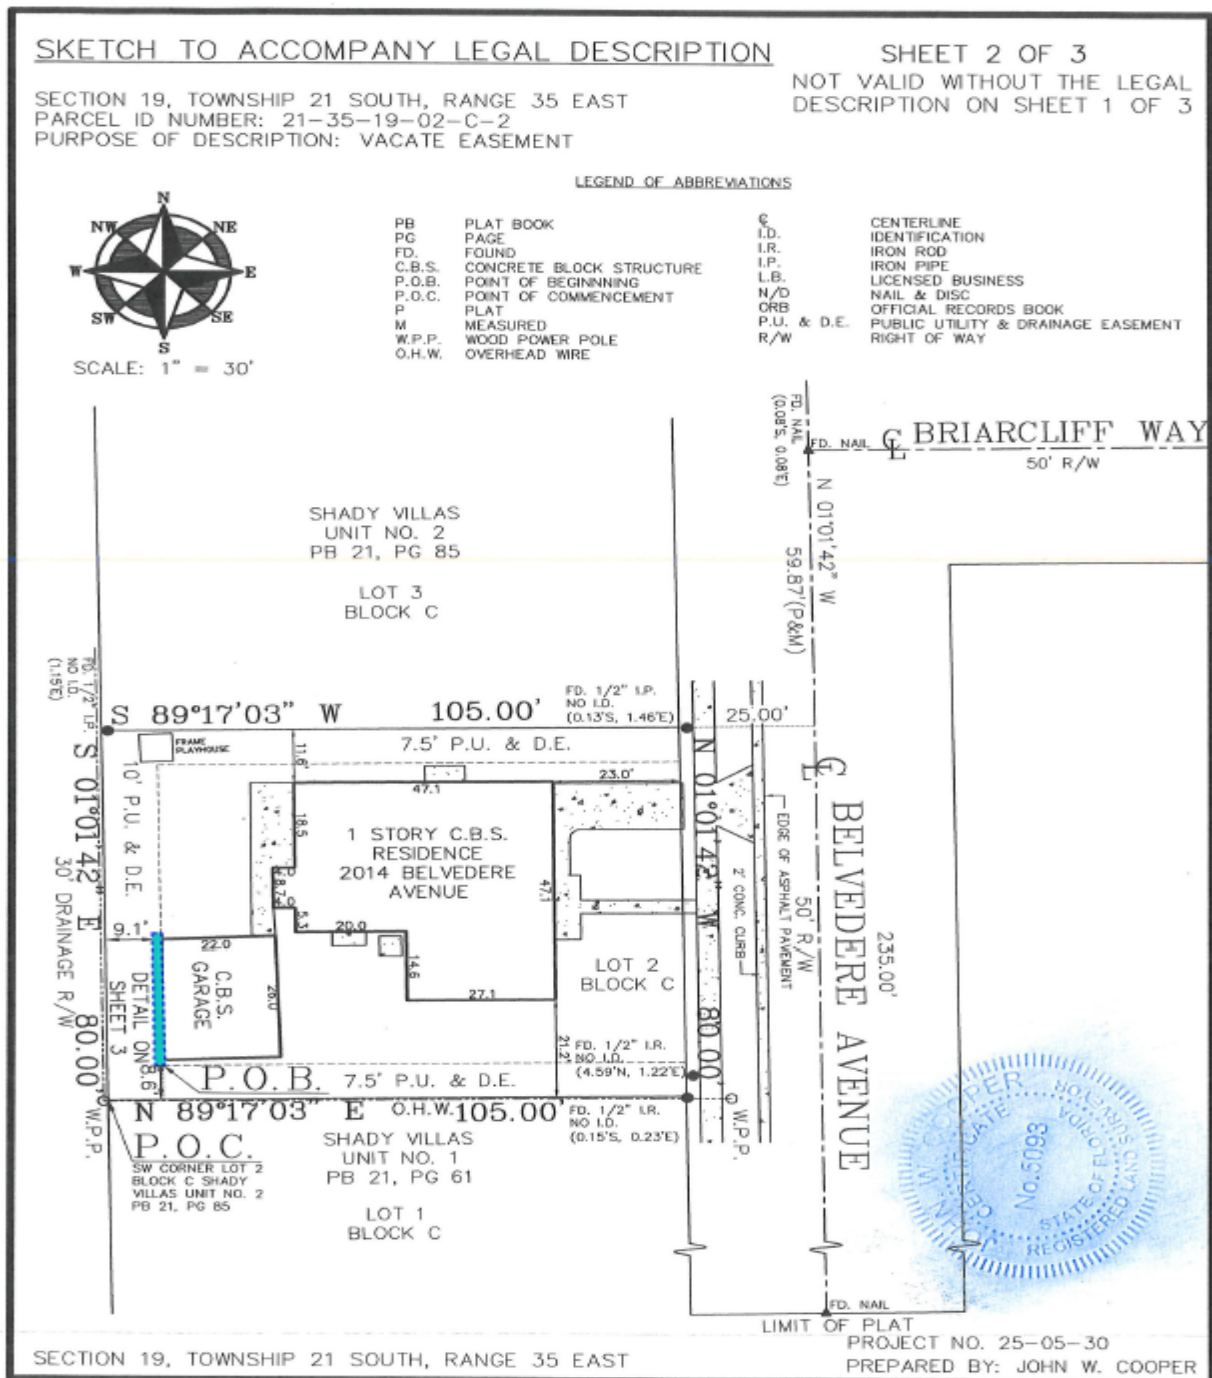 SKETCH TO ACCOMPANY LEGAL DESCRIPTION
SHEET 2 OF 3
NOT VALID WITHOUT THE LEGAL
DESCRIPTION ON SHEET 1 OF 3
SECTION 19, TOWNSHIP 21 SOUTH, RANGE 35 EAST
PARCEL ID NUMBER: 21-35-19-02-C-2
PURPOSE OF DESCRIPTION: VACATE EASEMENT
LEGEND OF ABBREVIATIONS
N
NW
NE
W
E
SW
SE
S
SCALE: 1" = 30'
PB PLAT BOOK
PG PAGE
FD. FOUND
C.B.S. CONCRETE BLOCK STRUCTURE
P.O.B. POINT OF BEGINNNING
P.O.C. POINT OF COMMENCEMENT
P PLAT
M MEASURED
W.P.P. WOOD POWER POLE
O.H.W. OVERHEAD WIRE
℄ CENTERLINE
I.D. IDENTIFICATION
I.R. IRON ROD
I.P. IRON PIPE
L.B. LICENSED BUSINESS
N/D NAIL & DISC
ORB OFFICIAL RECORDS BOOK
P.U. & D.E. PUBLIC UTILITY & DRAINAGE EASEMENT
R/W RIGHT OF WAY
FD. NAIL
(0.08'S, 0.08'E)
FD. NAIL
℄ BRIARCLIFF WAY
50' R/W
N 01°01'42" W
59.87'(P&M)
SHADY VILLAS
UNIT NO. 2
PB 21, PG 85
LOT 3
BLOCK C
FD. 1/2" I.P.
NO I.D.
(1.15'E)
S 89°17'03" W 105.00'
FD. 1/2" I.P.
NO I.D.
(0.13'S, 1.46'E)
25.00'
FRAME
PLAYHOUSE
11.6'
7.5' P.U. & D.E.
S 01°01'42" E 80.00'
30' DRAINAGE R/W
10' P.U. & D.E.
47.1
23.0'
18.5
1 STORY C.B.S.
RESIDENCE
2014 BELVEDERE
AVENUE
47.1
8.7
5.3
20.0
14.6
27.1
9.1'
22.0
C.B.S.
GARAGE
26.0
DETAIL ON
SHEET 3
8.6'
LOT 2
BLOCK C
N 01°01'42" W 80.00'
2' CONC. CURB
EDGE OF ASPHALT PAVEMENT
℄ BELVEDERE AVENUE
50' R/W
235.00'
21.2'
FD. 1/2" I.R.
NO I.D.
(4.59'N, 1.22'E)
P.O.B.
7.5' P.U. & D.E.
N 89°17'03" E O.H.W. 105.00'
FD. 1/2" I.R.
NO I.D.
(0.15'S, 0.23'E)
W.P.P.
W.P.P.
P.O.C.
SW CORNER LOT 2
BLOCK C SHADY
VILLAS UNIT NO. 2
PB 21, PG 85
SHADY VILLAS
UNIT NO. 1
PB 21, PG 61
LOT 1
BLOCK C
JOHN W. COOPER
CERTIFICATE
No.5093
STATE OF FLORIDA
REGISTERED LAND SURVEYOR
FD. NAIL
LIMIT OF PLAT
PROJECT NO. 25-05-30
SECTION 19, TOWNSHIP 21 SOUTH, RANGE 35 EAST
PREPARED BY: JOHN W. COOPER